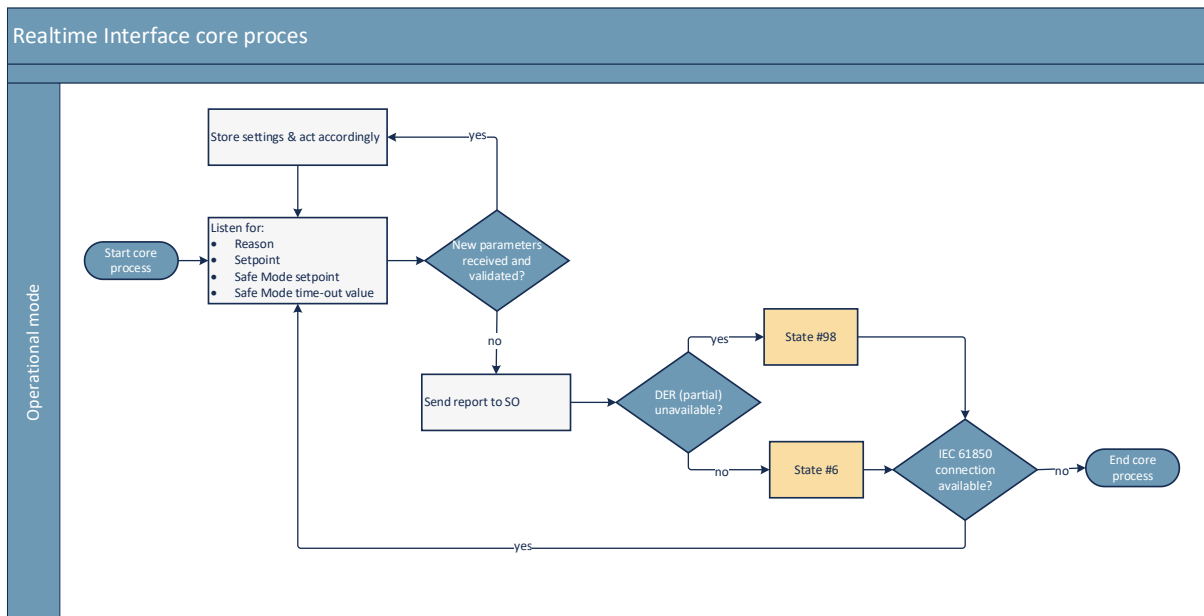 Realtime Interface core proces
Operational mode
Store settings & act accordingly
yes
Listen for:
• Reason
• Setpoint
• Safe Mode setpoint
• Safe Mode time-out value
Start core
process
New parameters
received and
validated?
no
Send report to SO
DER (partial)
unavailable?
yes
State #98
no
State #6
IEC 61850
connection
available?
no
End core
process
yes